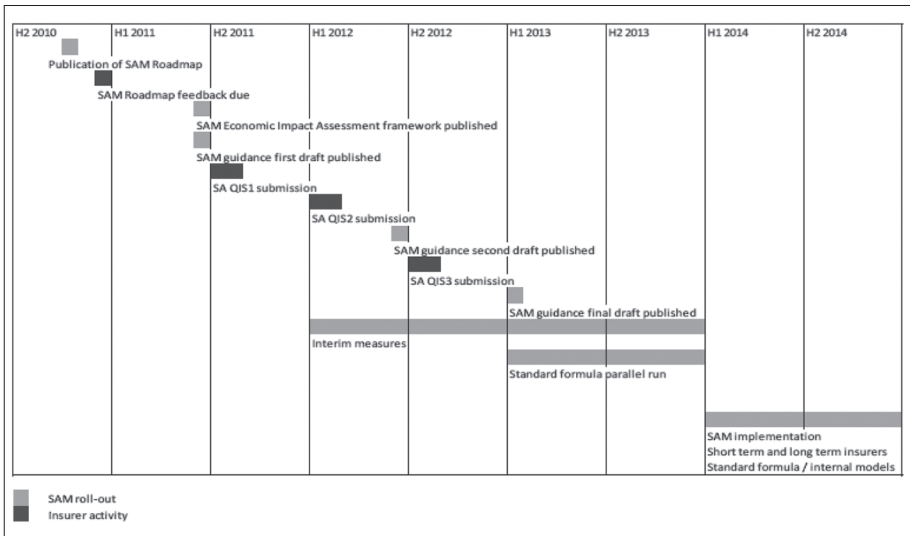 H2 2010 H1 2011 H2 2011 H1 2012 H2 2012 H1 2013 H2 2013 H1 2014 H2 2014
Publication of SAM Roadmap
SAM Roadmap feedback due
SAM Economic Impact Assessment framework published
SAM guidance first draft published
SA QIS1 submission
SA QIS2 submission
SAM guidance second draft published
SA QIS3 submission
SAM guidance final draft published
Interim measures
Standard formula parallel run
SAM implementation
Short term and long term insurers
Standard formula / internal models
SAM roll-out
Insurer activity